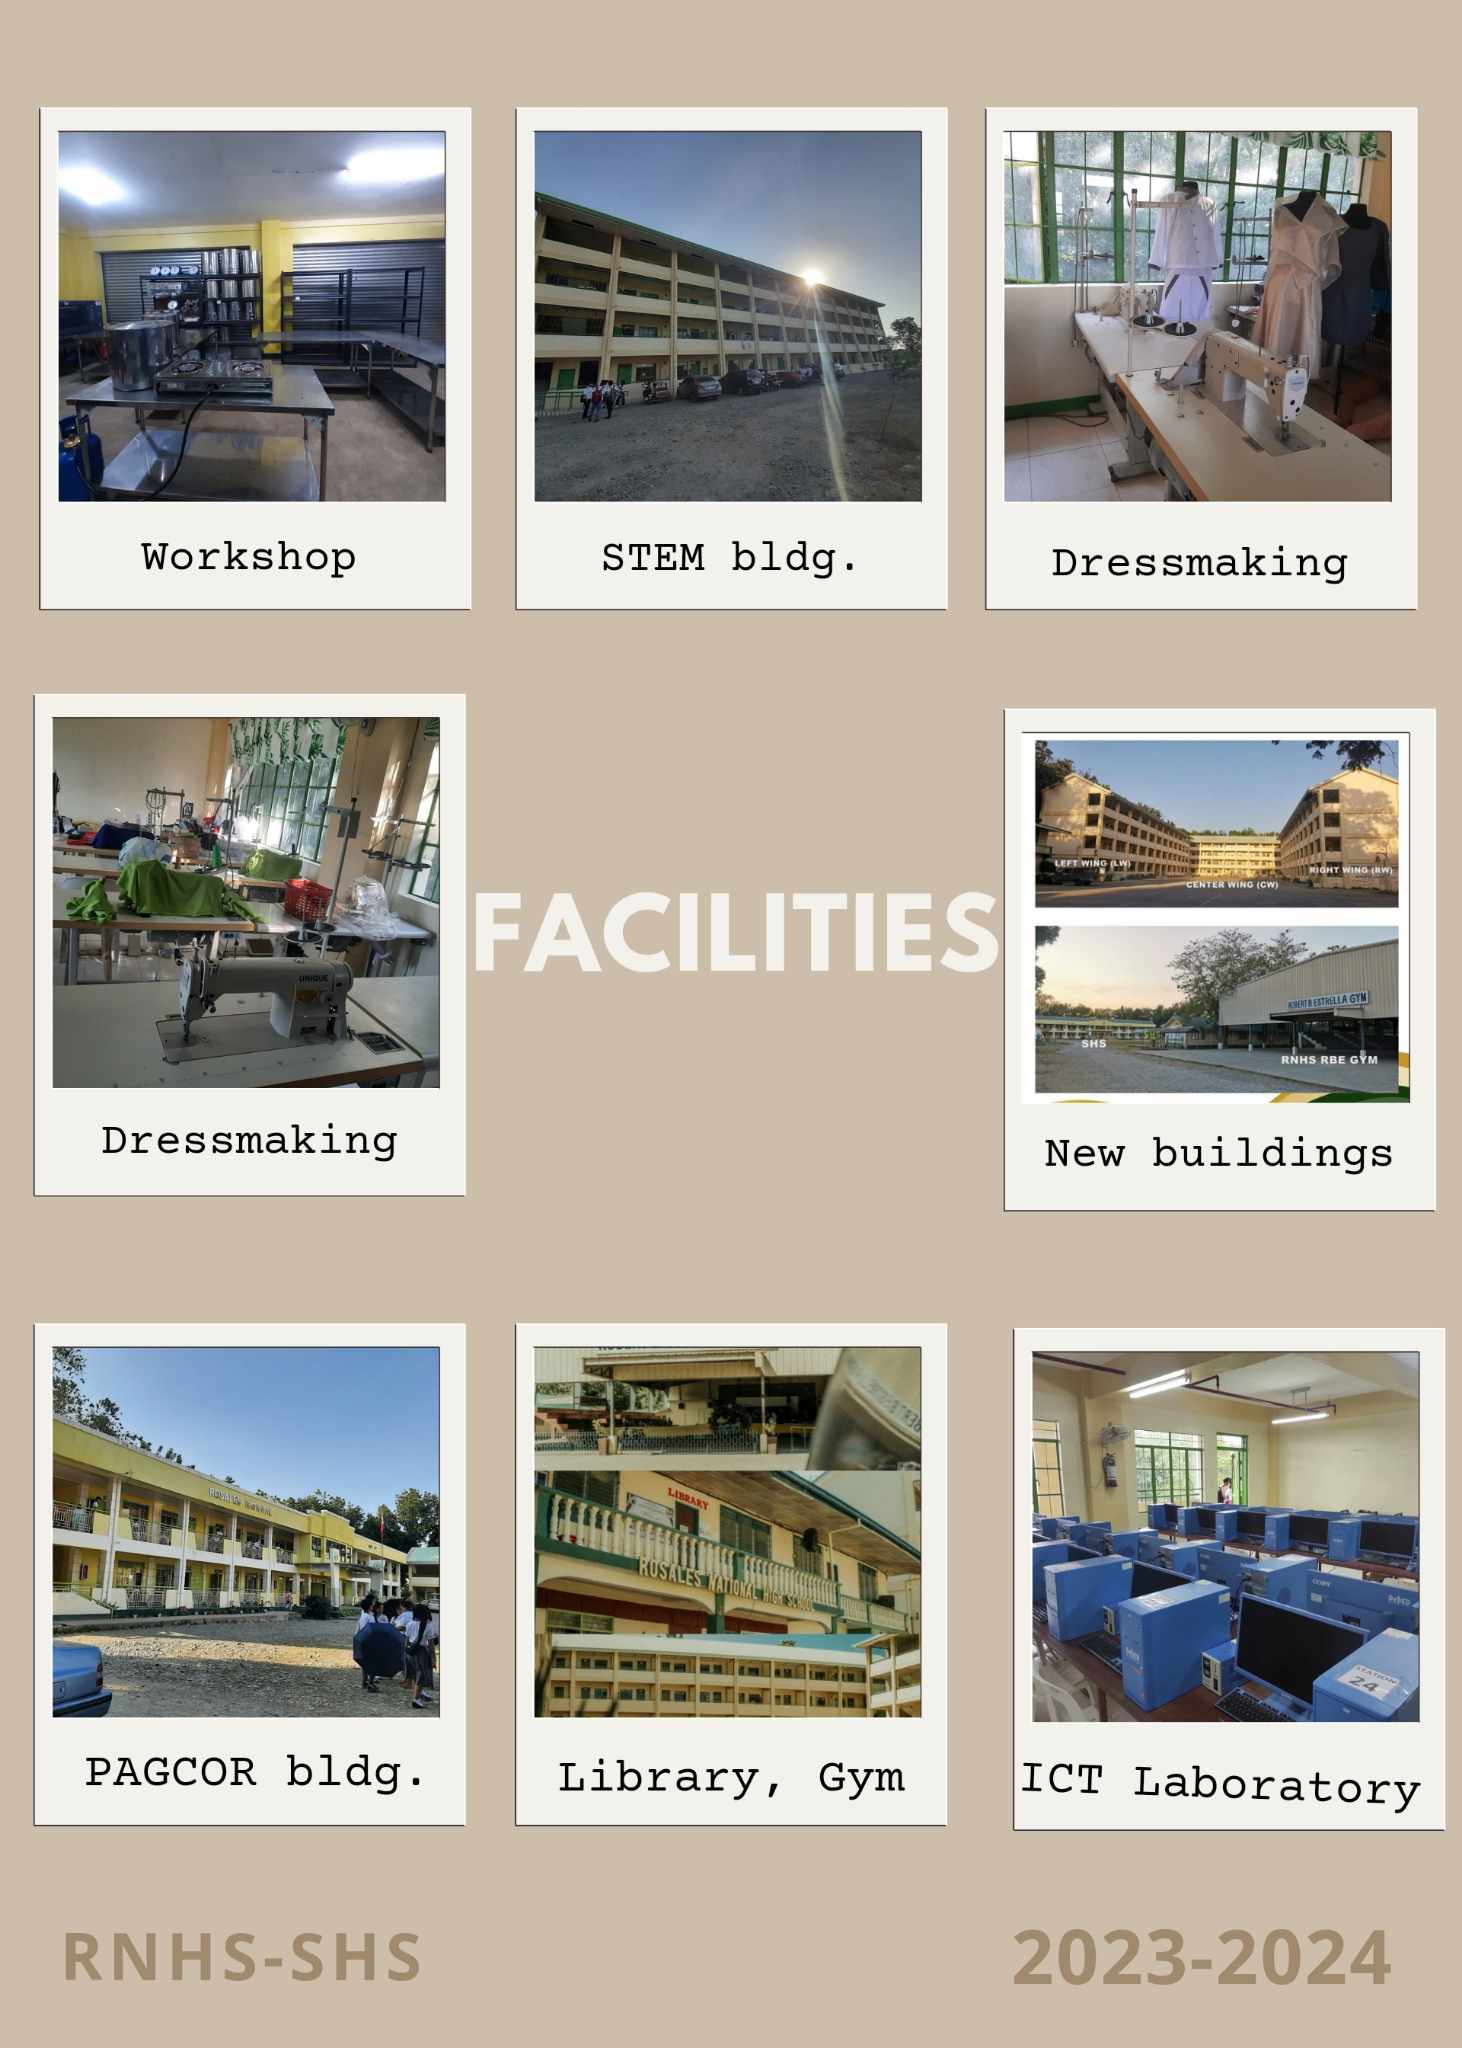 Workshop
STEM bldg.
Dressmaking
UNIQUE
Dressmaking
FACILITIES
LEFT WING (LW)
CENTER WING (CW)
RIGHT WING (RW)
ROBERT B ESTRELLA GYM
SHS
RNHS RBE GYM
New buildings
ROSALES NATIONAL
PAGCOR bldg.
LIBRARY
ROSALES NATIONAL HIGH SCHOOL
Library, Gym
STATION
24
ICT Laboratory
RNHS-SHS
2023-2024